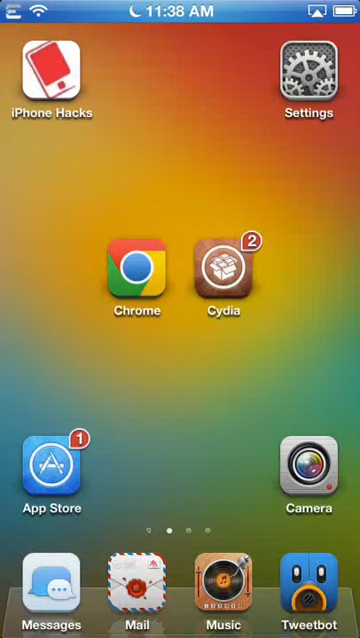 11:38 AM
iPhone Hacks
Settings
2
Chrome
Cydia
1
App Store
Camera
Messages
Mail
Music
Tweetbot